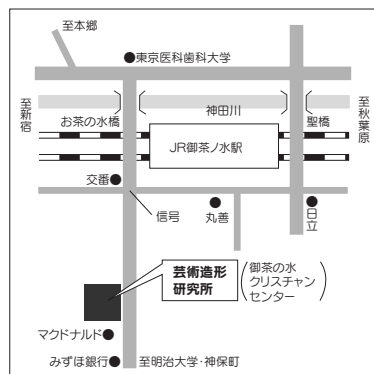 至本郷
東京医科歯科大学
至新宿
お茶の水橋
神田川
聖橋
至秋葉原
JR御茶ノ水駅
交番
信号
丸善
日立
芸術造形
研究所
(御茶の水
クリスチャン
センター)
マクドナルド
みずほ銀行
至明治大学・神保町